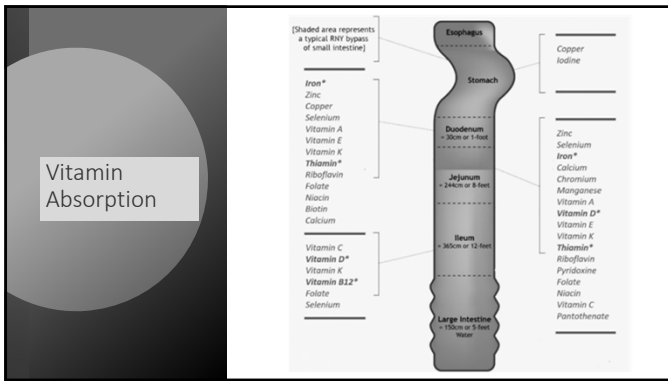 Vitamin
Absorption
(Shaded area represents
a typical RNY bypass
of small intestine)
Iron*
Zinc
Copper
Selenium
Vitamin A
Vitamin E
Vitamin K
Thiamin*
Riboflavin
Folate
Niacin
Biotin
Calcium
Vitamin C
Vitamin D*
Vitamin K
Vitamin B12*
Folate
Selenium
Esophagus
Stomach
Duodenum
≈ 30cm or 1-foot
Jejunum
≈ 244cm or 8-feet
Ileum
≈ 365cm or 12-feet
Large Intestine
≈ 150cm or 5-feet
Water
Copper
Iodine
Zinc
Selenium
Iron*
Calcium
Chromium
Manganese
Vitamin A
Vitamin D*
Vitamin E
Vitamin K
Thiamin*
Riboflavin
Pyridoxine
Folate
Niacin
Vitamin C
Pantothenate